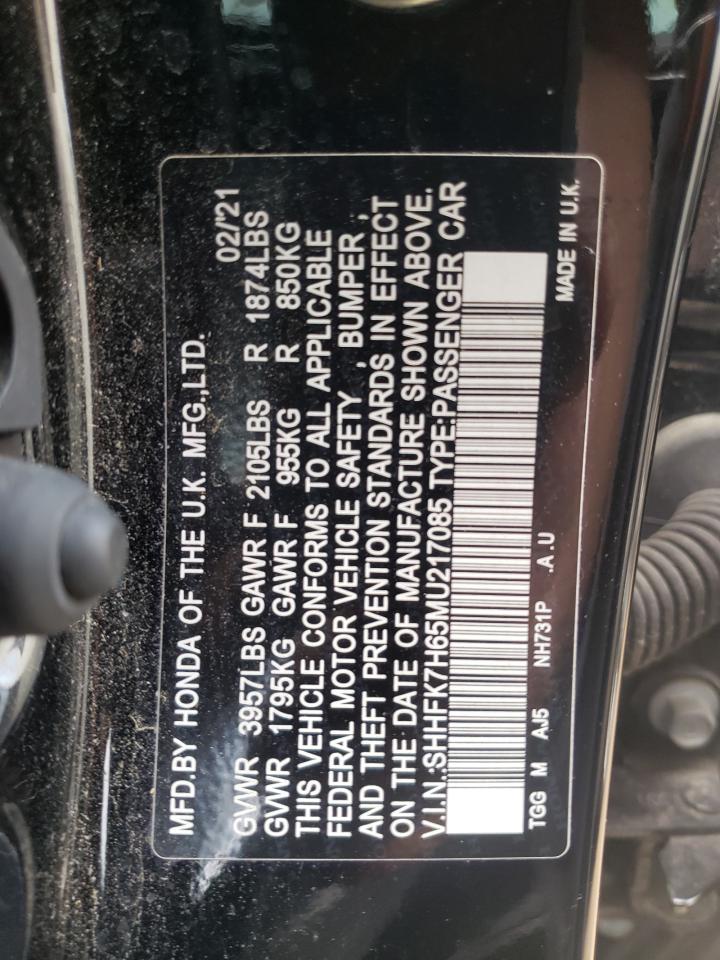 MFD.BY HONDA OF THE U.K. MFG.,LTD.
02/'21
GVWR 3957LBS GAWR F 2105LBS R 1874LBS
GVWR 1795KG GAWR F 955KG R 850KG
THIS VEHICLE CONFORMS TO ALL APPLICABLE
FEDERAL MOTOR VEHICLE SAFETY , BUMPER ,
AND THEFT PREVENTION STANDARDS IN EFFECT
ON THE DATE OF MANUFACTURE SHOWN ABOVE.
V.I.N.:SHHFK7H65MU217085 TYPE:PASSENGER CAR
TGG M AJ5 NH731P .A.U
MADE IN U.K.